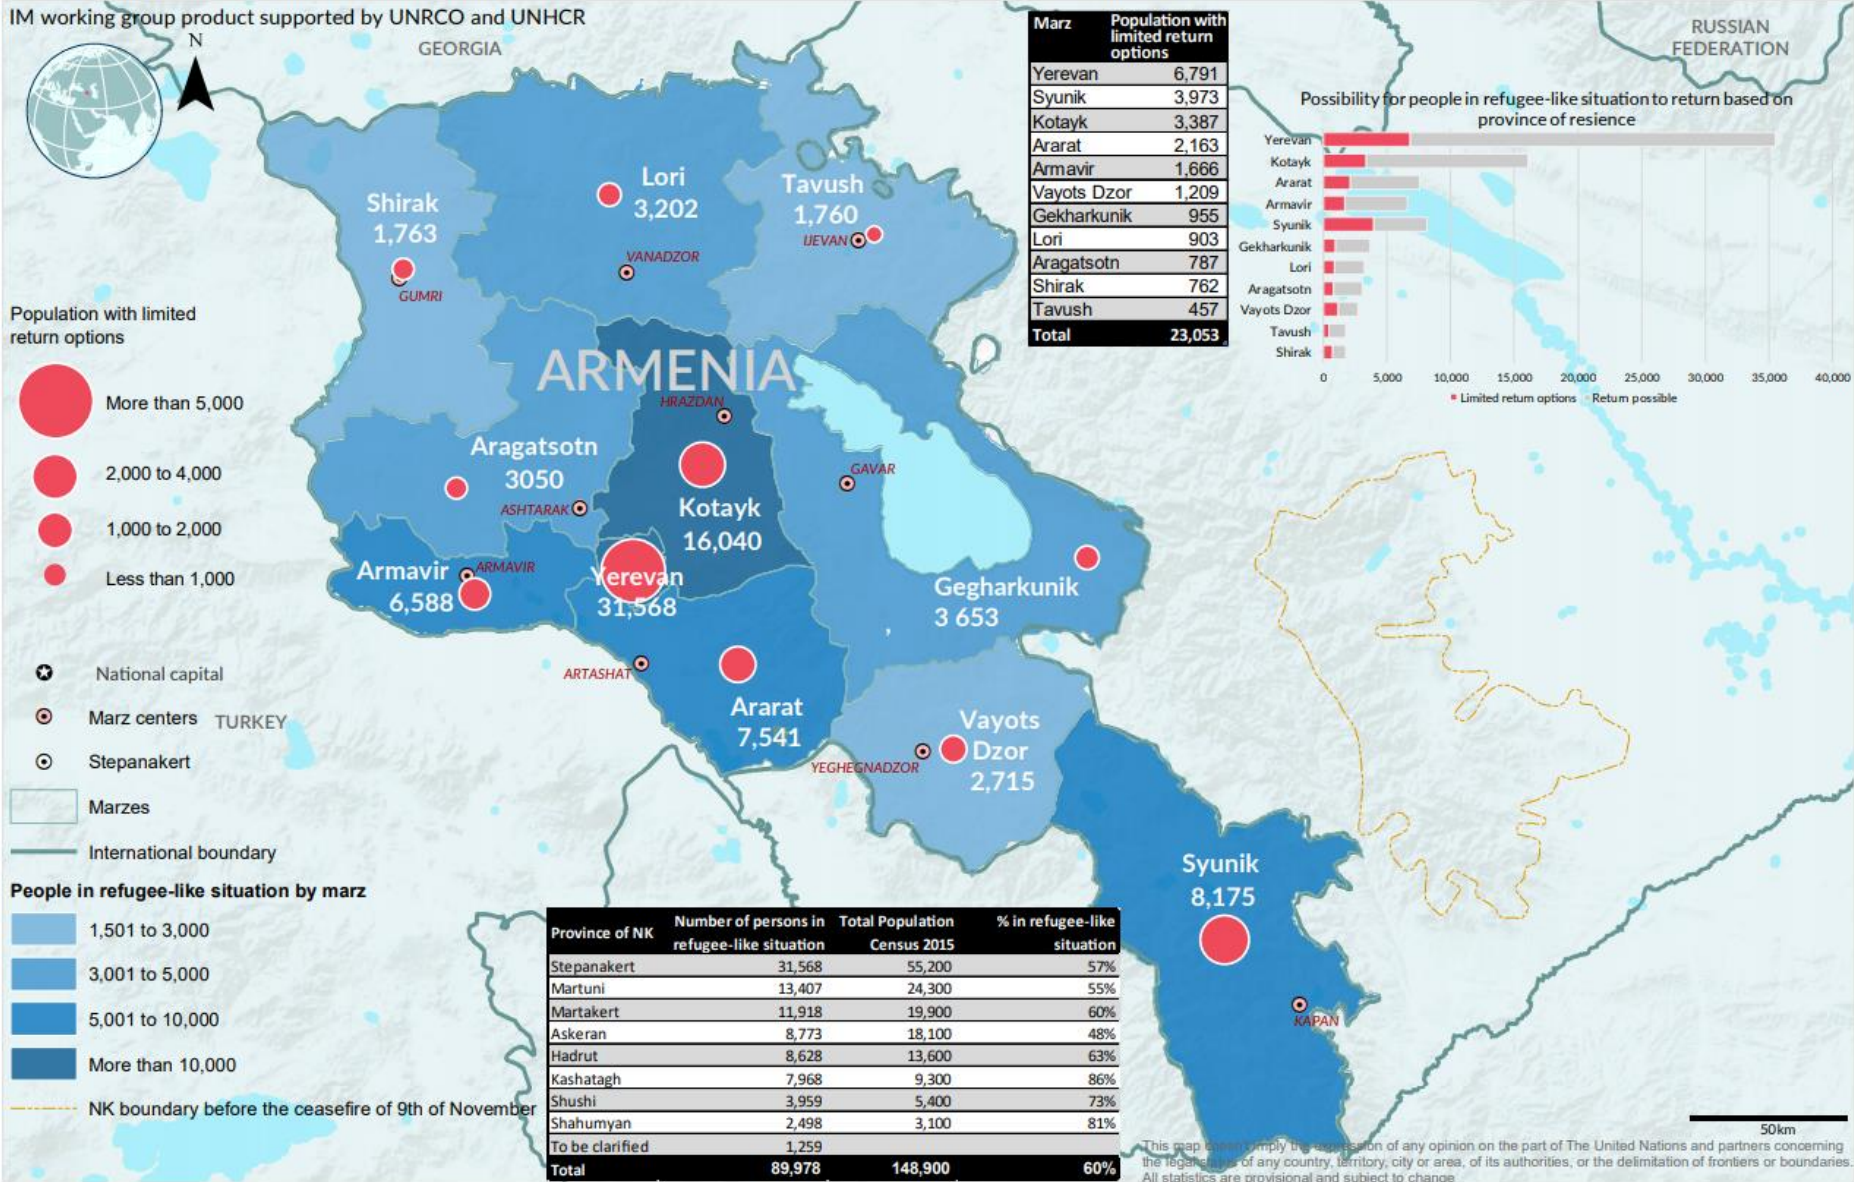 IM working group product supported by UNRCO and UNHCR
N
GEORGIA
RUSSIAN
FEDERATION
Marz Population with limited return options
Yerevan 6,791
Syunik 3,973
Kotayk 3,387
Ararat 2,163
Armavir 1,666
Vayots Dzor 1,209
Gekharkunik 955
Lori 903
Aragatsotn 787
Shirak 762
Tavush 457
Total 23,053
Possibility for people in refugee-like situation to return based on
province of resience
Yerevan
Kotayk
Ararat
Armavir
Syunik
Gekharkunik
Lori
Aragatsotn
Vayots Dzor
Tavush
Shirak
0 5,000 10,000 15,000 20,000 25,000 30,000 35,000 40,000
Limited return options Return possible
Shirak
1,763
GUMRI
Lori
3,202
VANADZOR
Tavush
1,760
IJEVAN
ARMENIA
HRAZDAN
Aragatsotn
3050
ASHTARAK
Kotayk
16,040
GAVAR
Armavir
6,588
ARMAVIR
Yerevan
31,568
Gegharkunik
3 653
ARTASHAT
Ararat
7,541
Vayots
Dzor
2,715
YEGHEGNADZOR
Syunik
8,175
KAPAN
TURKEY
Population with limited
return options
More than 5,000
2,000 to 4,000
1,000 to 2,000
Less than 1,000
National capital
Marz centers
Stepanakert
Marzes
International boundary
People in refugee-like situation by marz
1,501 to 3,000
3,001 to 5,000
5,001 to 10,000
More than 10,000
NK boundary before the ceasefire of 9th of November
Province of NK Number of persons in refugee-like situation Total Population Census 2015 % in refugee-like situation
Stepanakert 31,568 55,200 57%
Martuni 13,407 24,300 55%
Martakert 11,918 19,900 60%
Askeran 8,773 18,100 48%
Hadrut 8,628 13,600 63%
Kashatagh 7,968 9,300 86%
Shushi 3,959 5,400 73%
Shahumyan 2,498 3,100 81%
To be clarified 1,259
Total 89,978 148,900 60%
50km
This map doesn't imply the expression of any opinion on the part of The United Nations and partners concerning
the legal status of any country, territory, city or area, of its authorities, or the delimitation of frontiers or boundaries.
All statistics are provisional and subject to change